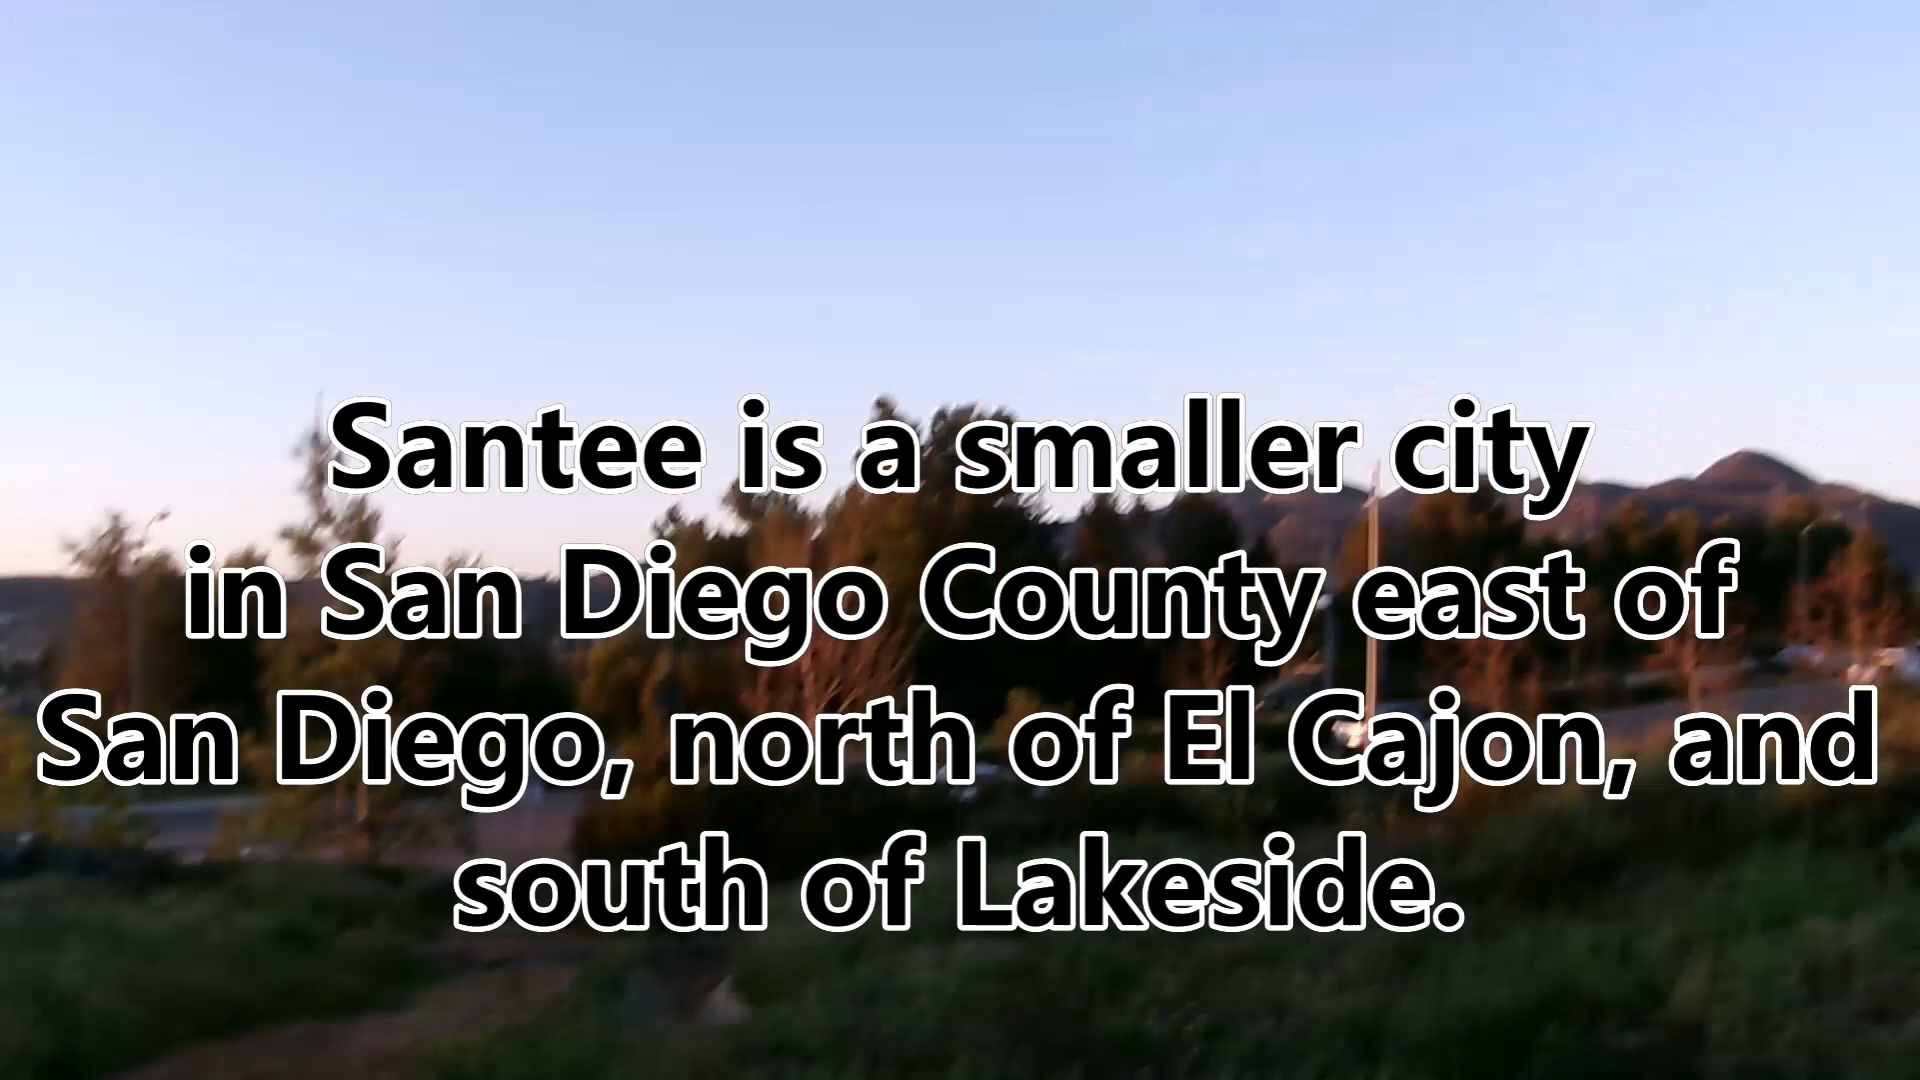 Santee is a smaller city
in San Diego County east of
San Diego, north of El Cajon, and
south of Lakeside.